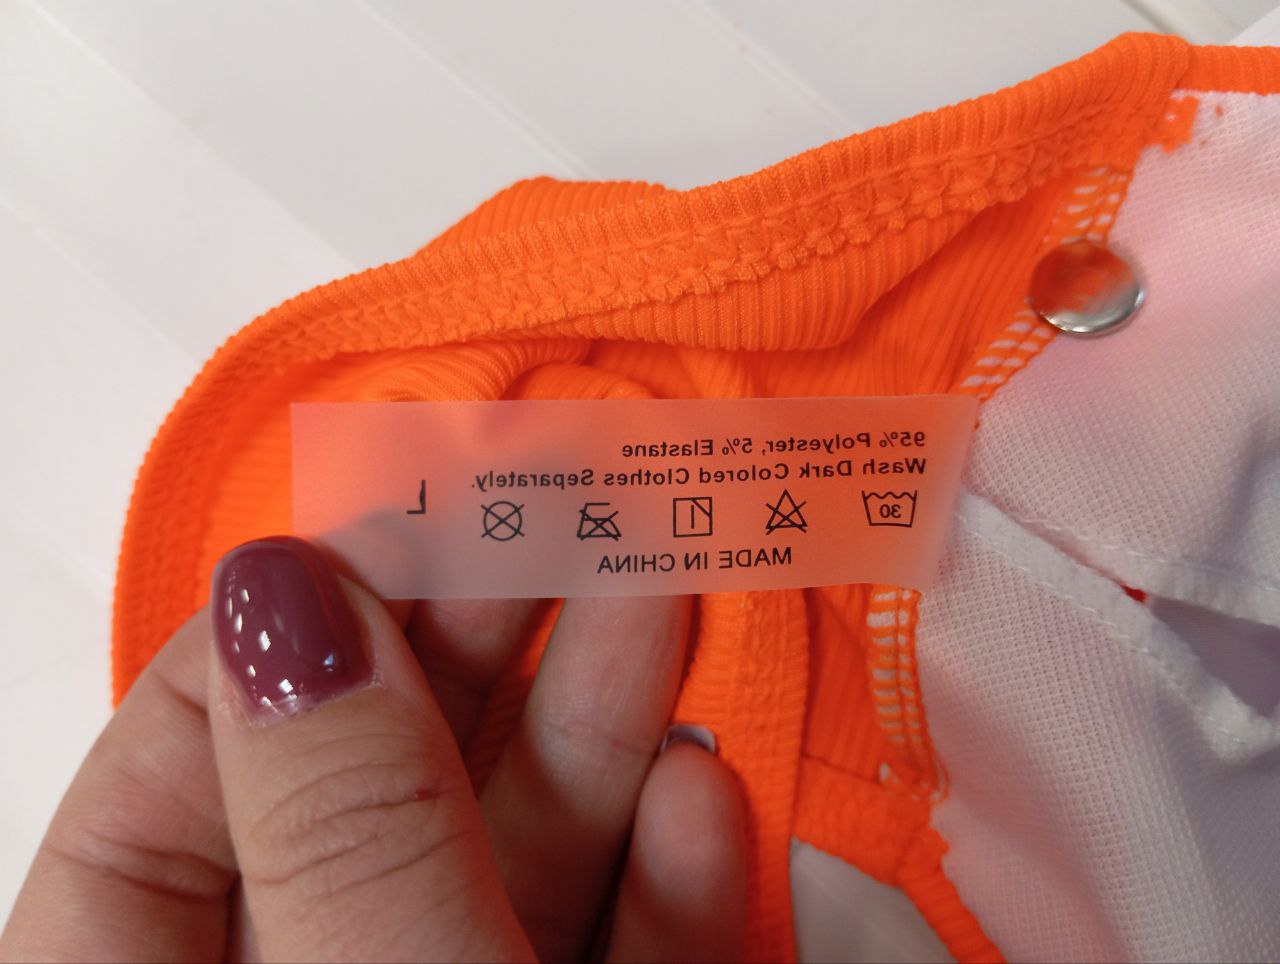 95% Polyester, 5% Elastane
Wash Dark Colored Clothes Separately.
30
L
MADE IN CHINA